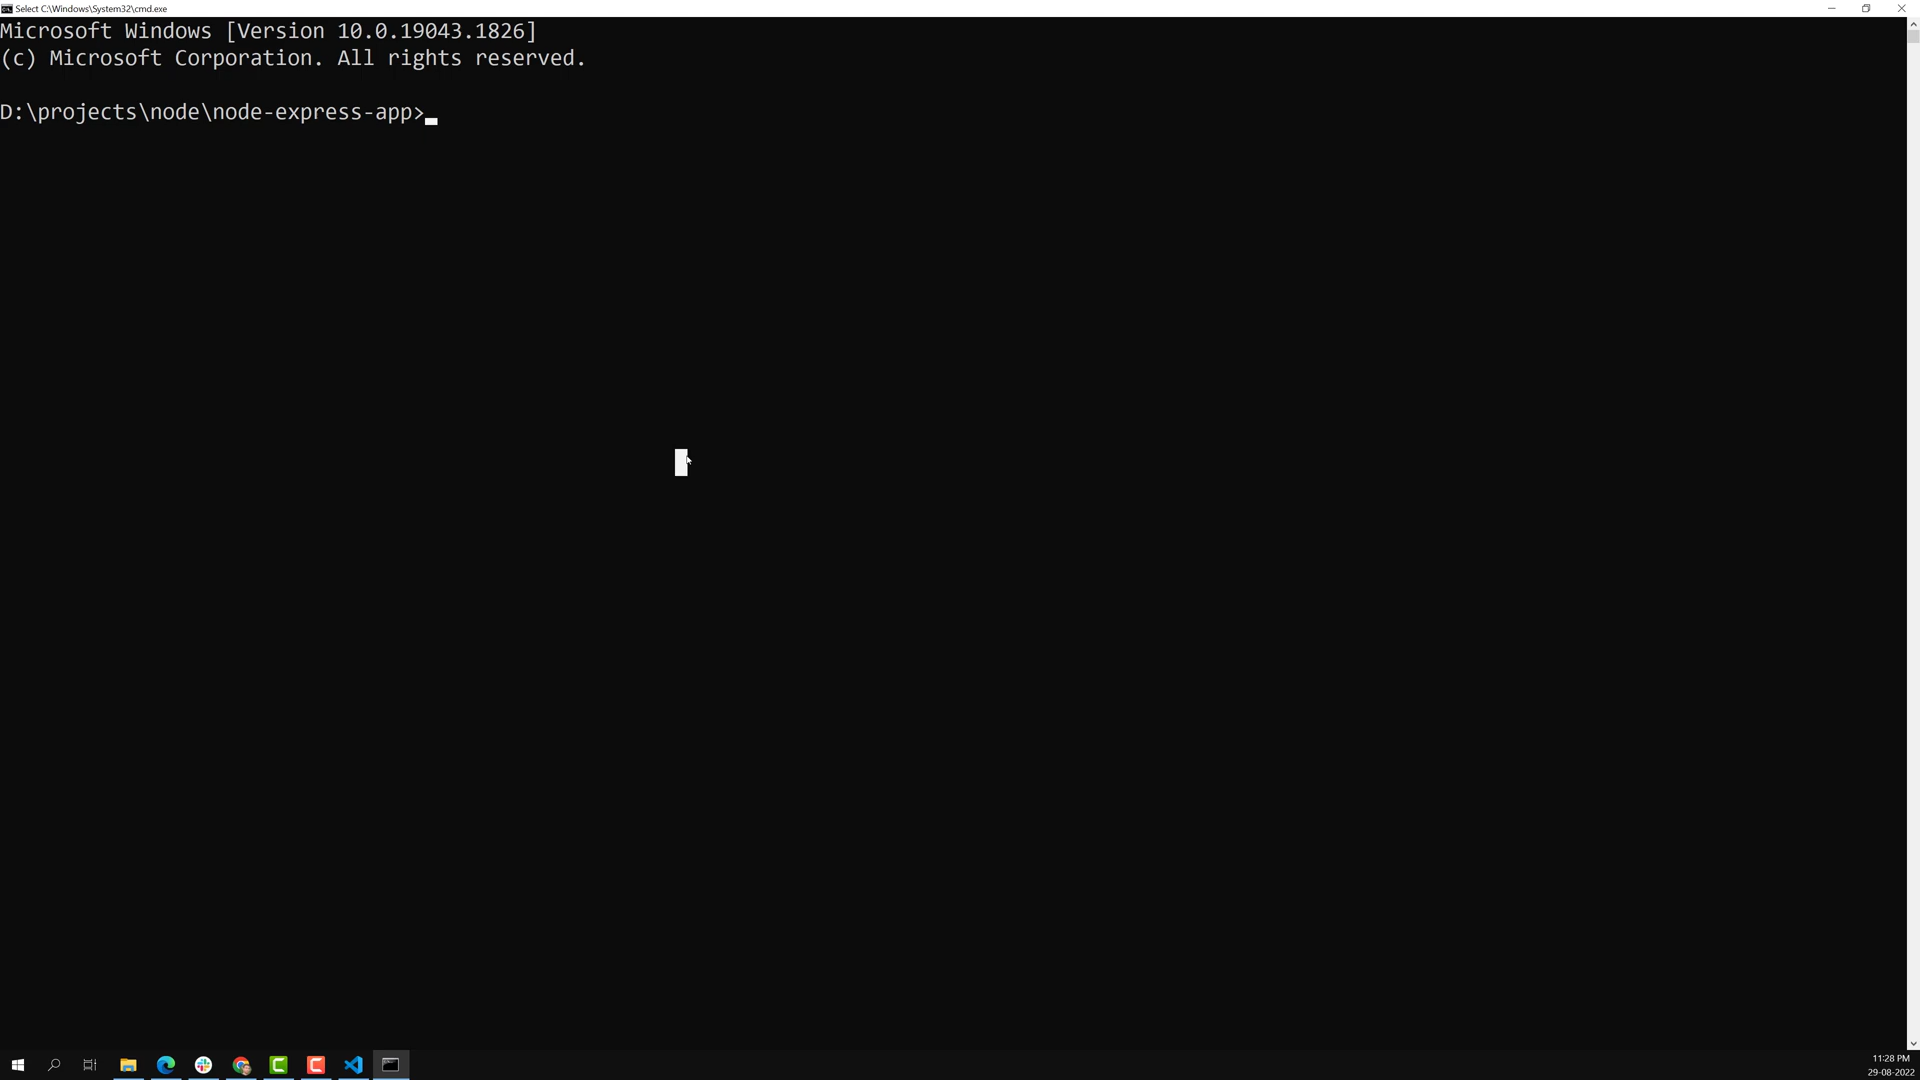 Select C:\Windows\System32\cmd.exe
Microsoft Windows [Version 10.0.19043.1826]
(c) Microsoft Corporation. All rights reserved.
D:\projects\node\node-express-app>
11:28 PM
29-08-2022